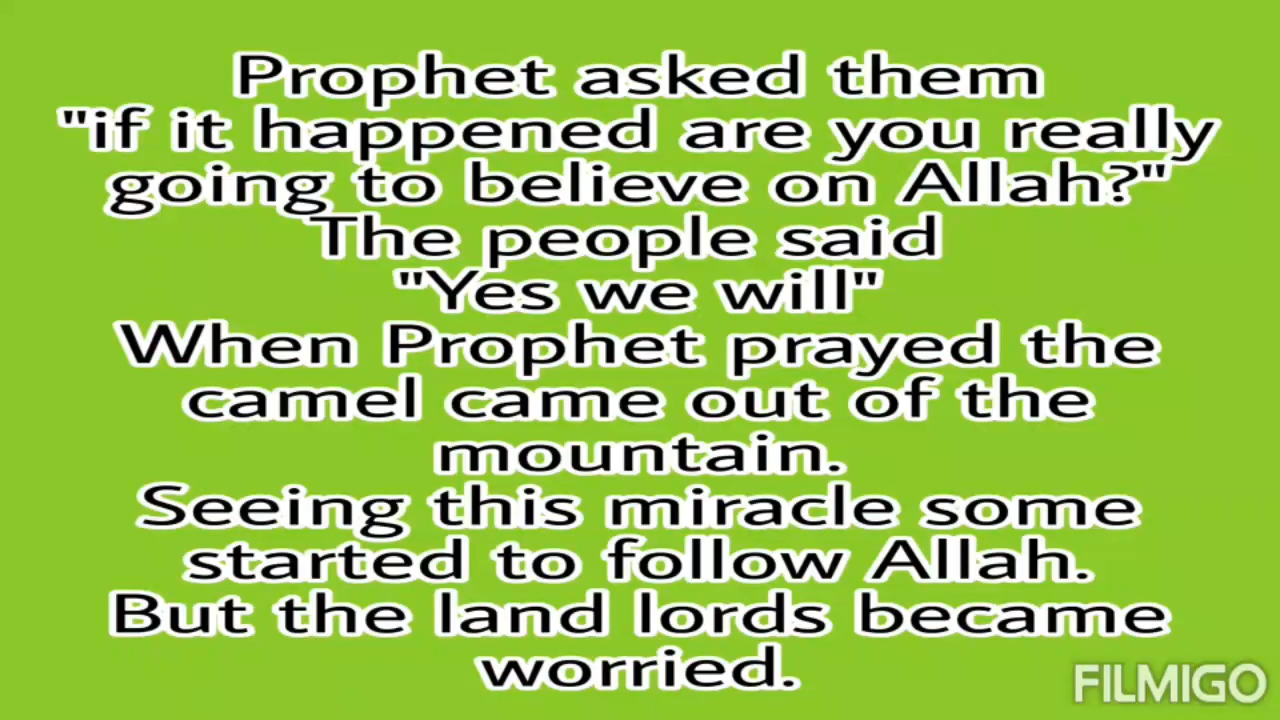 Prophet asked them
"if it happened are you really
going to believe on Allah?"
The people said
"Yes we will"
When Prophet prayed the
camel came out of the
mountain.
Seeing this miracle some
started to follow Allah.
But the land lords became
worried.
FILMIGO